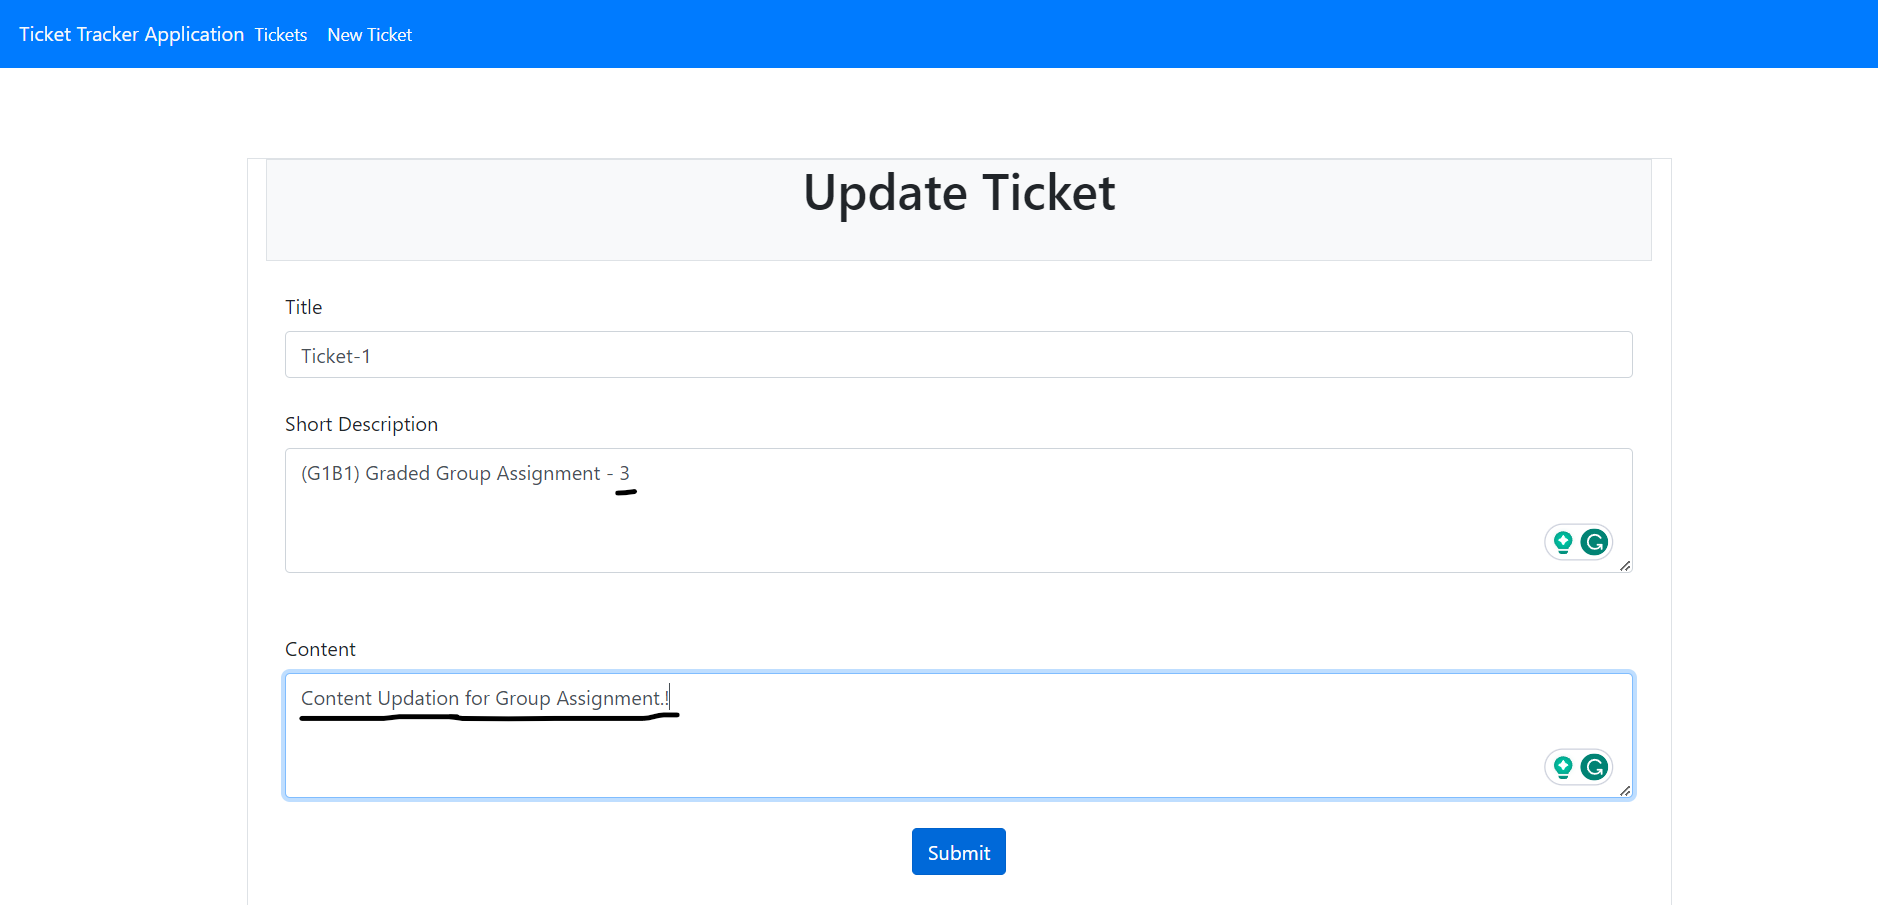 Ticket Tracker Application Tickets New Ticket
Update Ticket
Title
Ticket-1
Short Description
(G1B1) Graded Group Assignment - 3
Content
Content Updation for Group Assignment.!
Submit